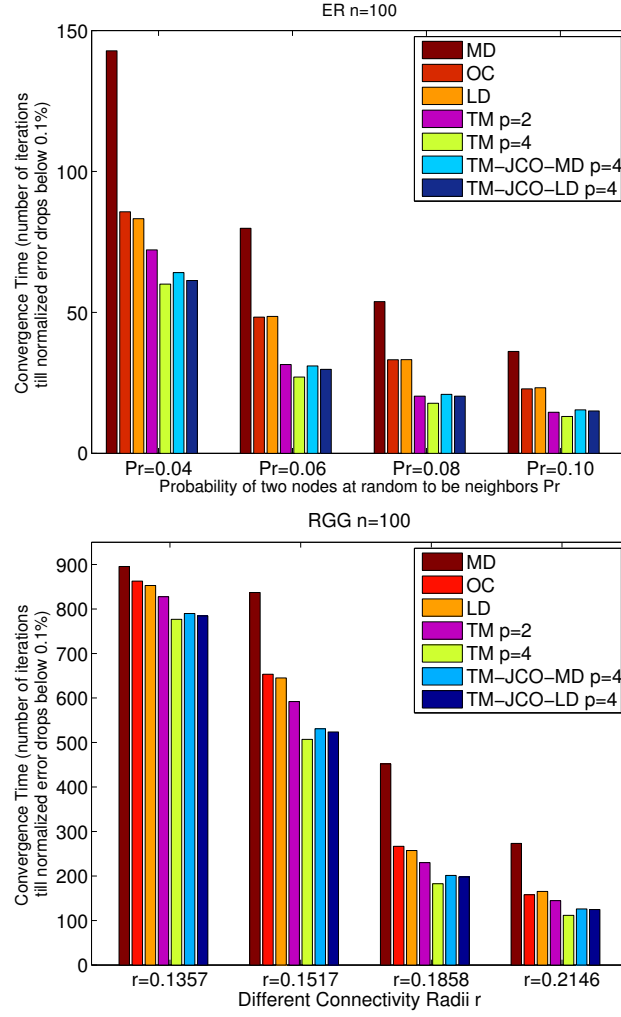 ER n=100
Convergence Time (number of iterations
till normalized error drops below 0.1%)
150
100
50
0
MD
OC
LD
TM p=2
TM p=4
TM−JCO−MD p=4
TM−JCO−LD p=4
Pr=0.04 Pr=0.06 Pr=0.08 Pr=0.10
Probability of two nodes at random to be neighbors Pr
RGG n=100
Convergence Time (number of iterations
till normalized error drops below 0.1%)
900
800
700
600
500
400
300
200
100
0
MD
OC
LD
TM p=2
TM p=4
TM−JCO−MD p=4
TM−JCO−LD p=4
r=0.1357 r=0.1517 r=0.1858 r=0.2146
Different Connectivity Radii r